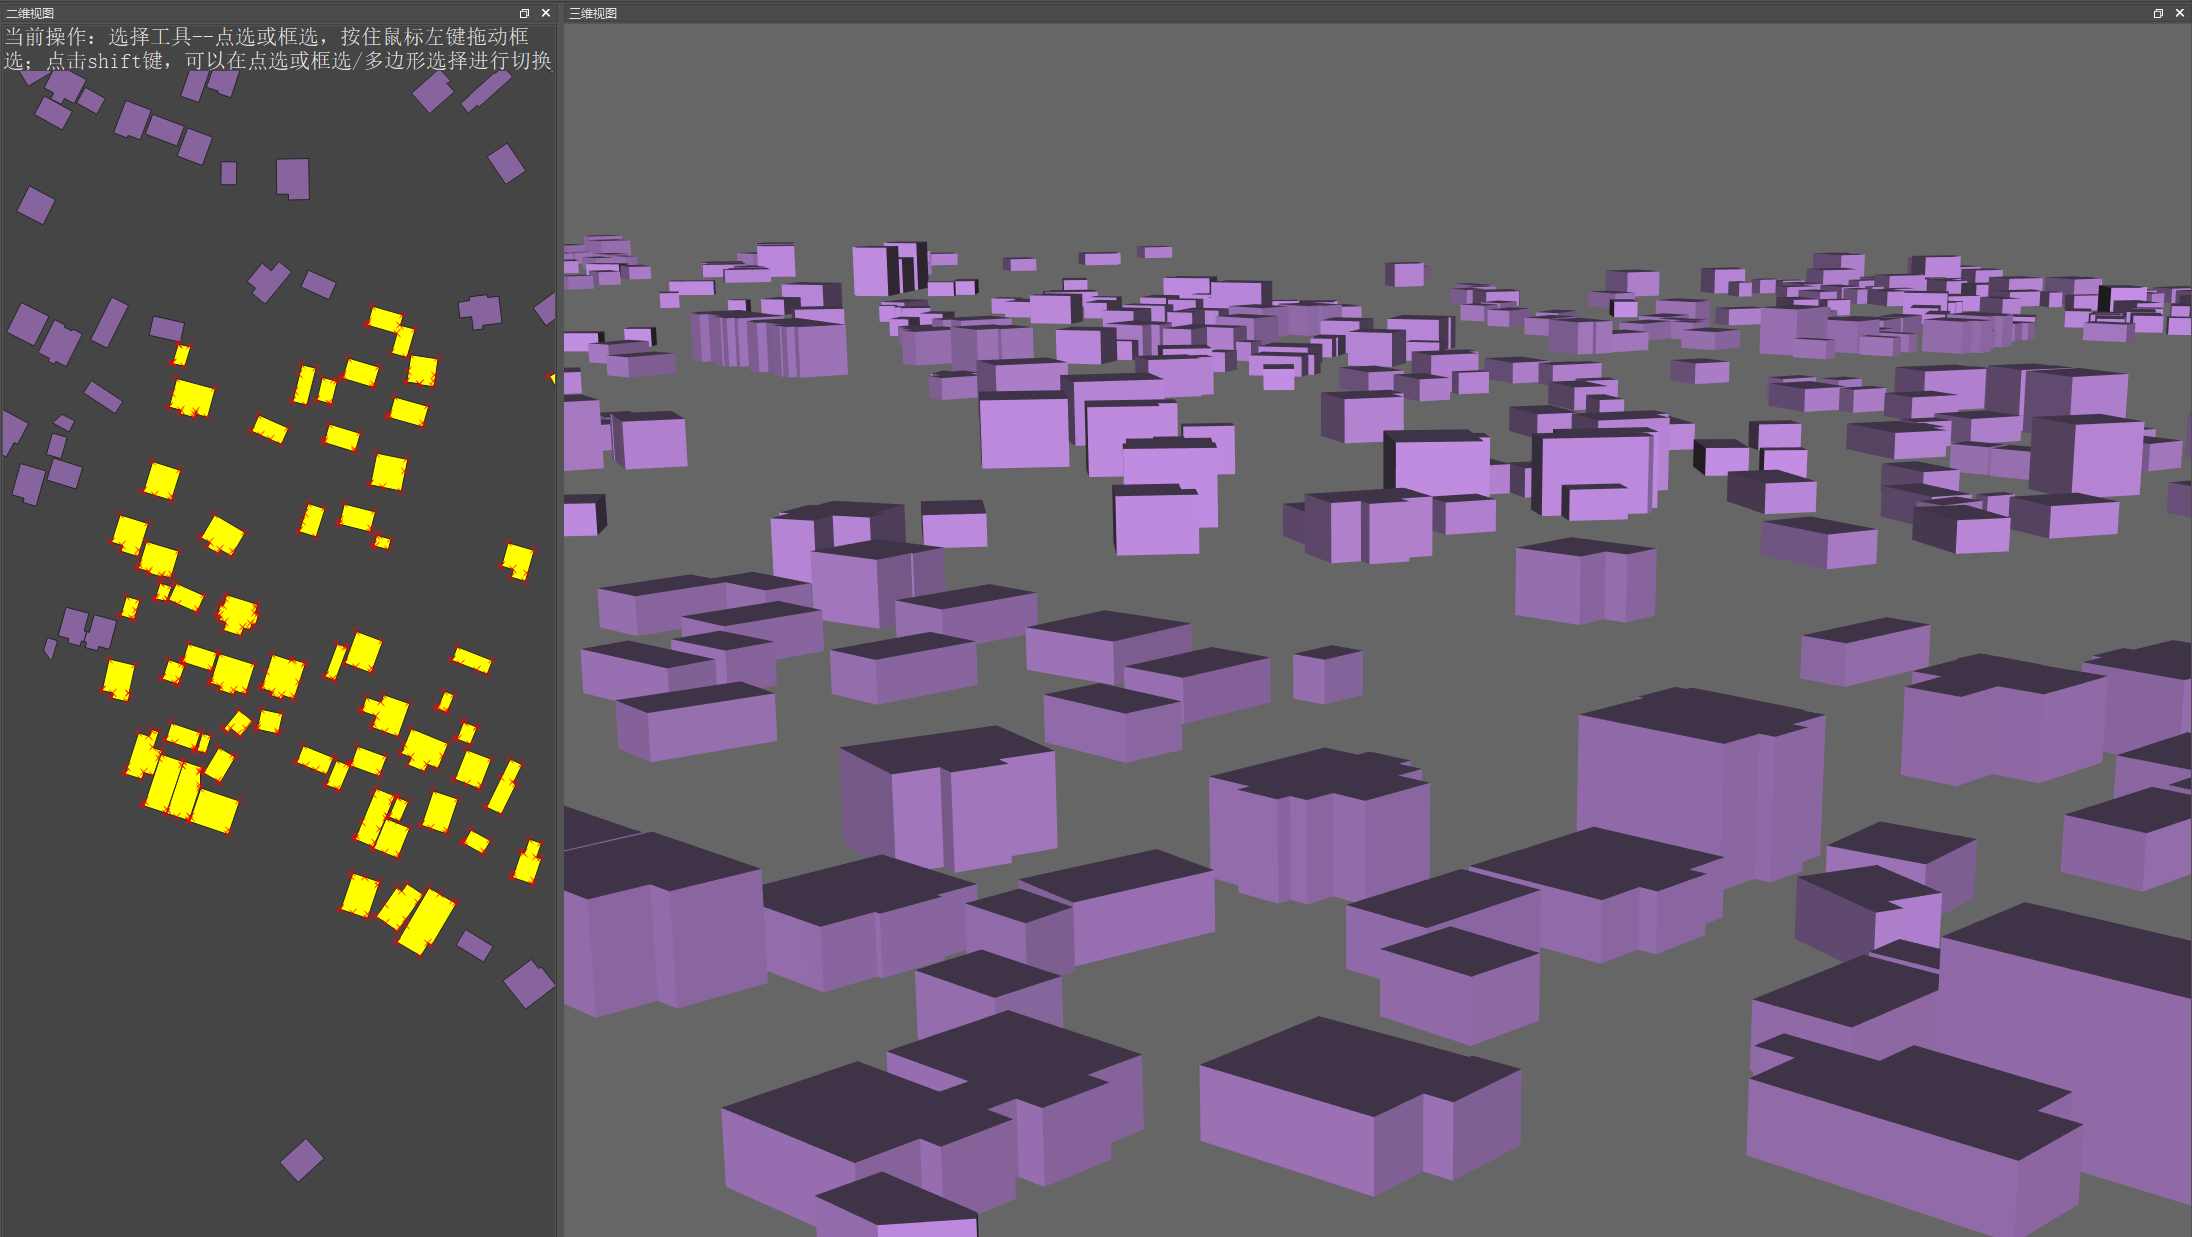 二维视图
三维视图
当前操作：选择工具--点选或框选，按住鼠标左键拖动框
选；点击shift键，可以在点选或框选/多边形选择进行切换